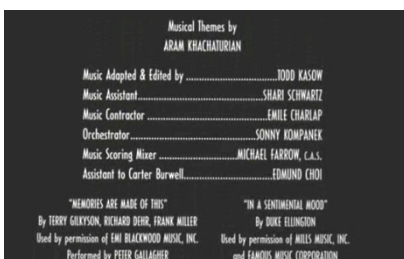 Musical Themes by
ARAM KHACHATURIAN
Music Adapted & Edited by ..............................TODD KASOW
Music Assistant..........................................SHARI SCHWARTZ
Music Contractor .......................................EMILE CHARLAP
Orchestrator............................................SONNY KOMPANEK
Music Scoring Mixer ..........................MICHAEL FARROW, C.A.S.
Assistant to Carter Burwell..............................EDMUND CHOI
"MEMORIES ARE MADE OF THIS"
By TERRY GILKYSON, RICHARD DEHR, FRANK MILLER
Used by permission of EMI BLACKWOOD MUSIC, INC.
Performed by PETER GALLAGHER
"IN A SENTIMENTAL MOOD"
By DUKE ELLINGTON
Used by permission of MILLS MUSIC, INC.
and FAMOUS MUSIC CORPORATION